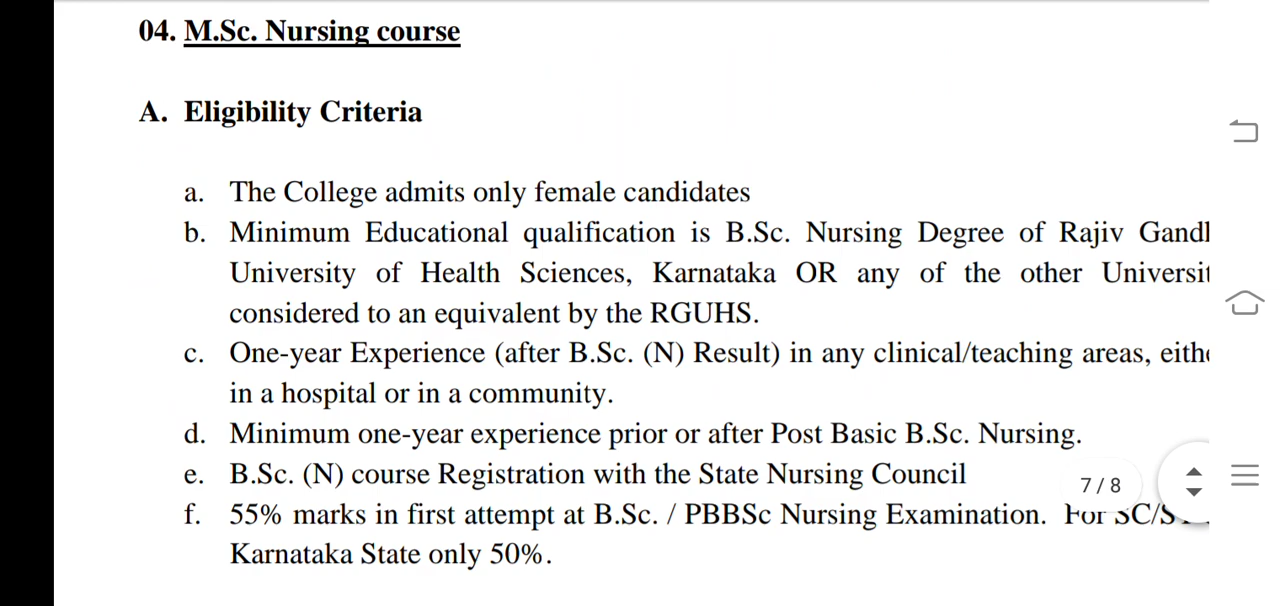 04. M.Sc. Nursing course
A. Eligibility Criteria
a. The College admits only female candidates
b. Minimum Educational qualification is B.Sc. Nursing Degree of Rajiv
University of Health Sciences, Karnataka OR any of the other
considered to an equivalent by the RGUHS.
c. One-year Experience (after B.Sc. (N) Result) in any clinical/teaching areas,
in a hospital or in a community.
d. Minimum one-year experience prior or after Post Basic B.Sc. Nursing.
e. B.Sc. (N) course Registration with the State Nursing Council
7 / 8
f. 55% marks in first attempt at B.Sc. / PBBSc Nursing Examination. For
Karnataka State only 50%.